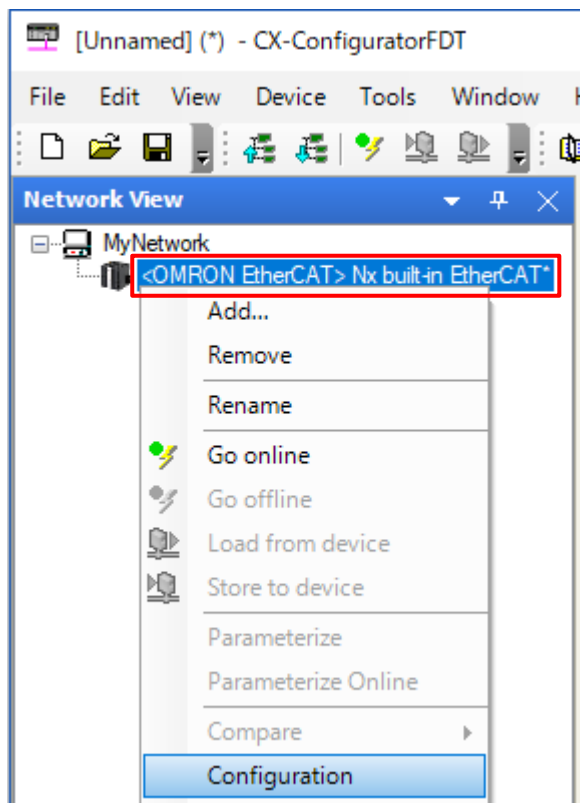 [Unnamed] (*) - CX-ConfiguratorFDT
File Edit View Device Tools Window
Network View
MyNetwork
<OMRON EtherCAT> Nx built-in EtherCAT*
Add...
Remove
Rename
Go online
Go offline
Load from device
Store to device
Parameterize
Parameterize Online
Compare
Configuration